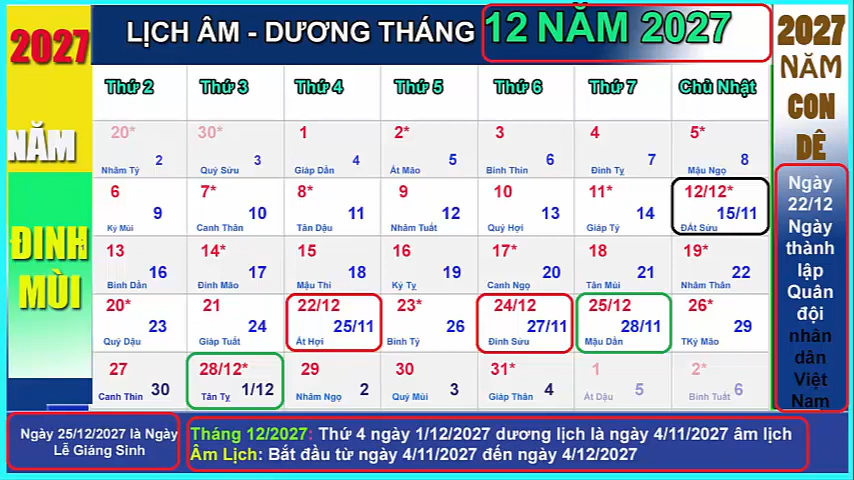 2027
NĂM
ĐINH
MÙI
LỊCH ÂM - DƯƠNG THÁNG 12 NĂM 2027
2027
NĂM
CON
DÊ
Thứ 2 Thứ 3 Thứ 4 Thứ 5 Thứ 6 Thứ 7 Chủ Nhật
20* 30* 1 2* 3 4 5*
Nhâm Tý 2 Quý Sửu 3 Giáp Dần 4 Ất Mão 5 Bính Thìn 6 Đinh Tỵ 7 Mậu Ngọ 8
6 7* 8* 9 10 11* 12/12*
Kỷ Mùi 9 Canh Thân 10 Tân Dậu 11 Nhâm Tuất 12 Quý Hợi 13 Giáp Tý 14 ĐẤt Sửu 15/11
13 14* 15 16 17* 18 19*
Bính Dần 16 Đinh Mão 17 Mậu Thì 18 Kỷ Tỵ 19 Canh Ngọ 20 Tân Mùi 21 Nhâm Thân 22
20* 21 22/12 23* 24/12 25/12 26*
Quý Dậu 23 Giáp Tuất 24 Ất Hợi 25/11 Bính Tý 26 Đinh Sửu 27/11 Mậu Dần 28/11 TKỷ Mão 29
27 28/12* 29 30 31* 1 2*
Canh Thìn 30 Tân Tỵ 1/12 Nhâm Ngọ 2 Quý Mùi 3 Giáp Thân 4 Ất Dậu 5 Bính Tuất 6
Ngày
22/12
Ngày
thành
lập
Quân
đội
nhân
dân
Việt
Nam
Ngày 25/12/2027 là Ngày
Lễ Giáng Sinh
Tháng 12/2027: Thứ 4 ngày 1/12/2027 dương lịch là ngày 4/11/2027 âm lịch
Âm Lịch: Bắt đầu từ ngày 4/11/2027 đến ngày 4/12/2027